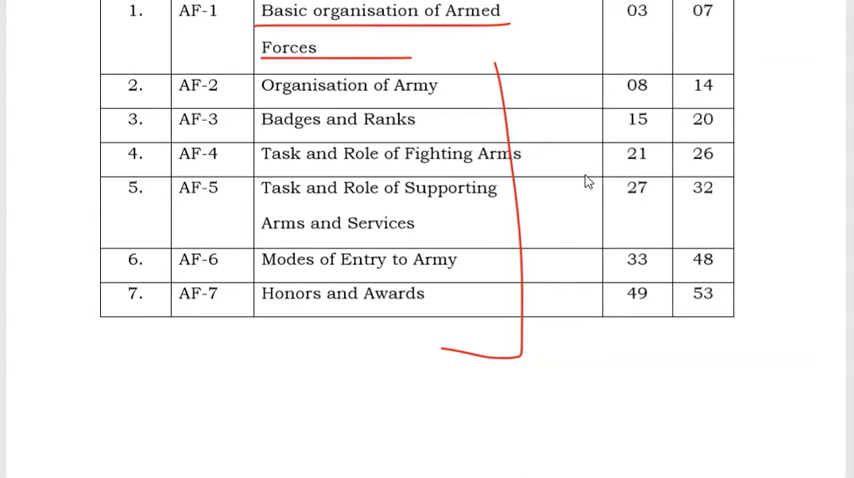 1. AF-1 Basic organisation of Armed 03 07
Forces
2. AF-2 Organisation of Army 08 14
3. AF-3 Badges and Ranks 15 20
4. AF-4 Task and Role of Fighting Arms 21 26
5. AF-5 Task and Role of Supporting 27 32
Arms and Services
6. AF-6 Modes of Entry to Army 33 48
7. AF-7 Honors and Awards 49 53